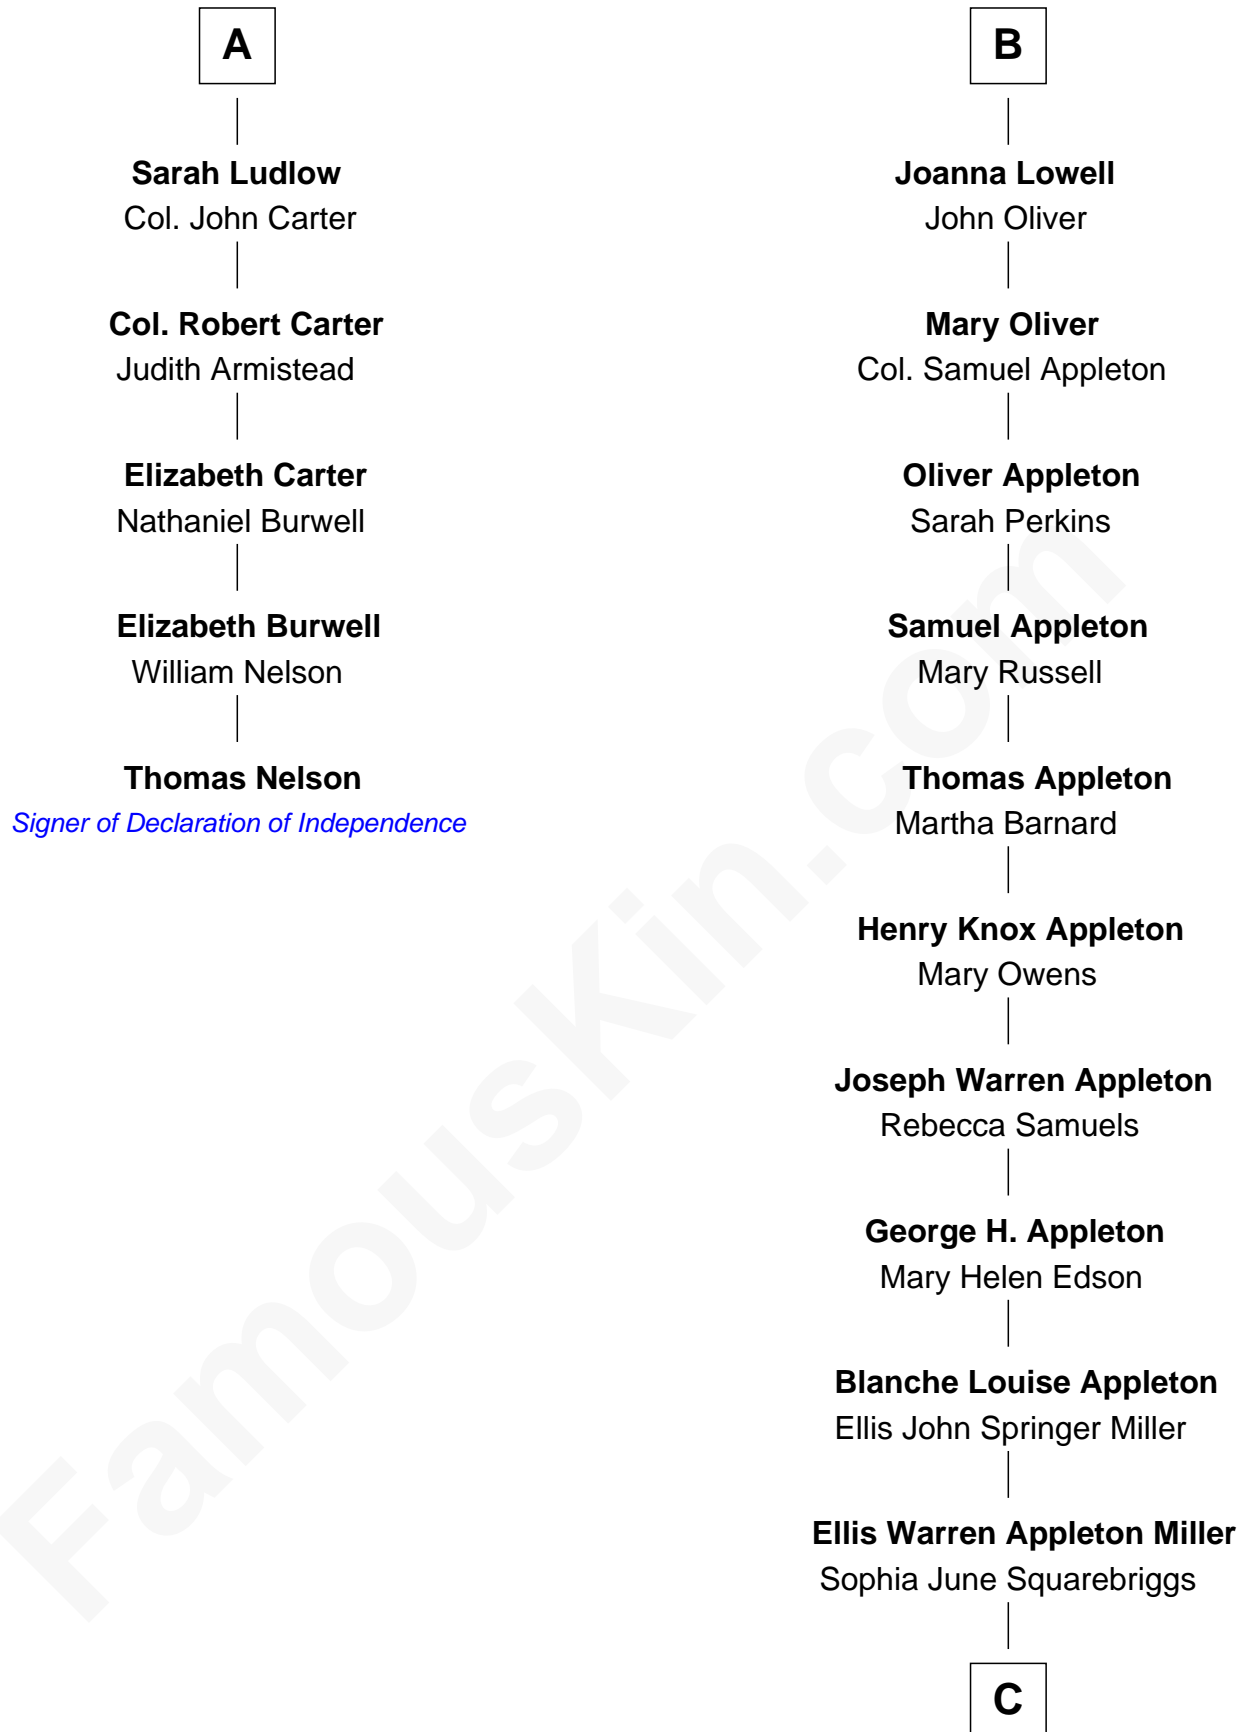 A
Sarah Ludlow
Col. John Carter
Col. Robert Carter
Judith Armistead
Elizabeth Carter
Nathaniel Burwell
Elizabeth Burwell
William Nelson
Thomas Nelson
Signer of Declaration of Independence
B
Joanna Lowell
John Oliver
Mary Oliver
Col. Samuel Appleton
Oliver Appleton
Sarah Perkins
Samuel Appleton
Mary Russell
Thomas Appleton
Martha Barnard
Henry Knox Appleton
Mary Owens
Joseph Warren Appleton
Rebecca Samuels
George H. Appleton
Mary Helen Edson
Blanche Louise Appleton
Ellis John Springer Miller
Ellis Warren Appleton Miller
Sophia June Squarebriggs
C
FamousKin.com